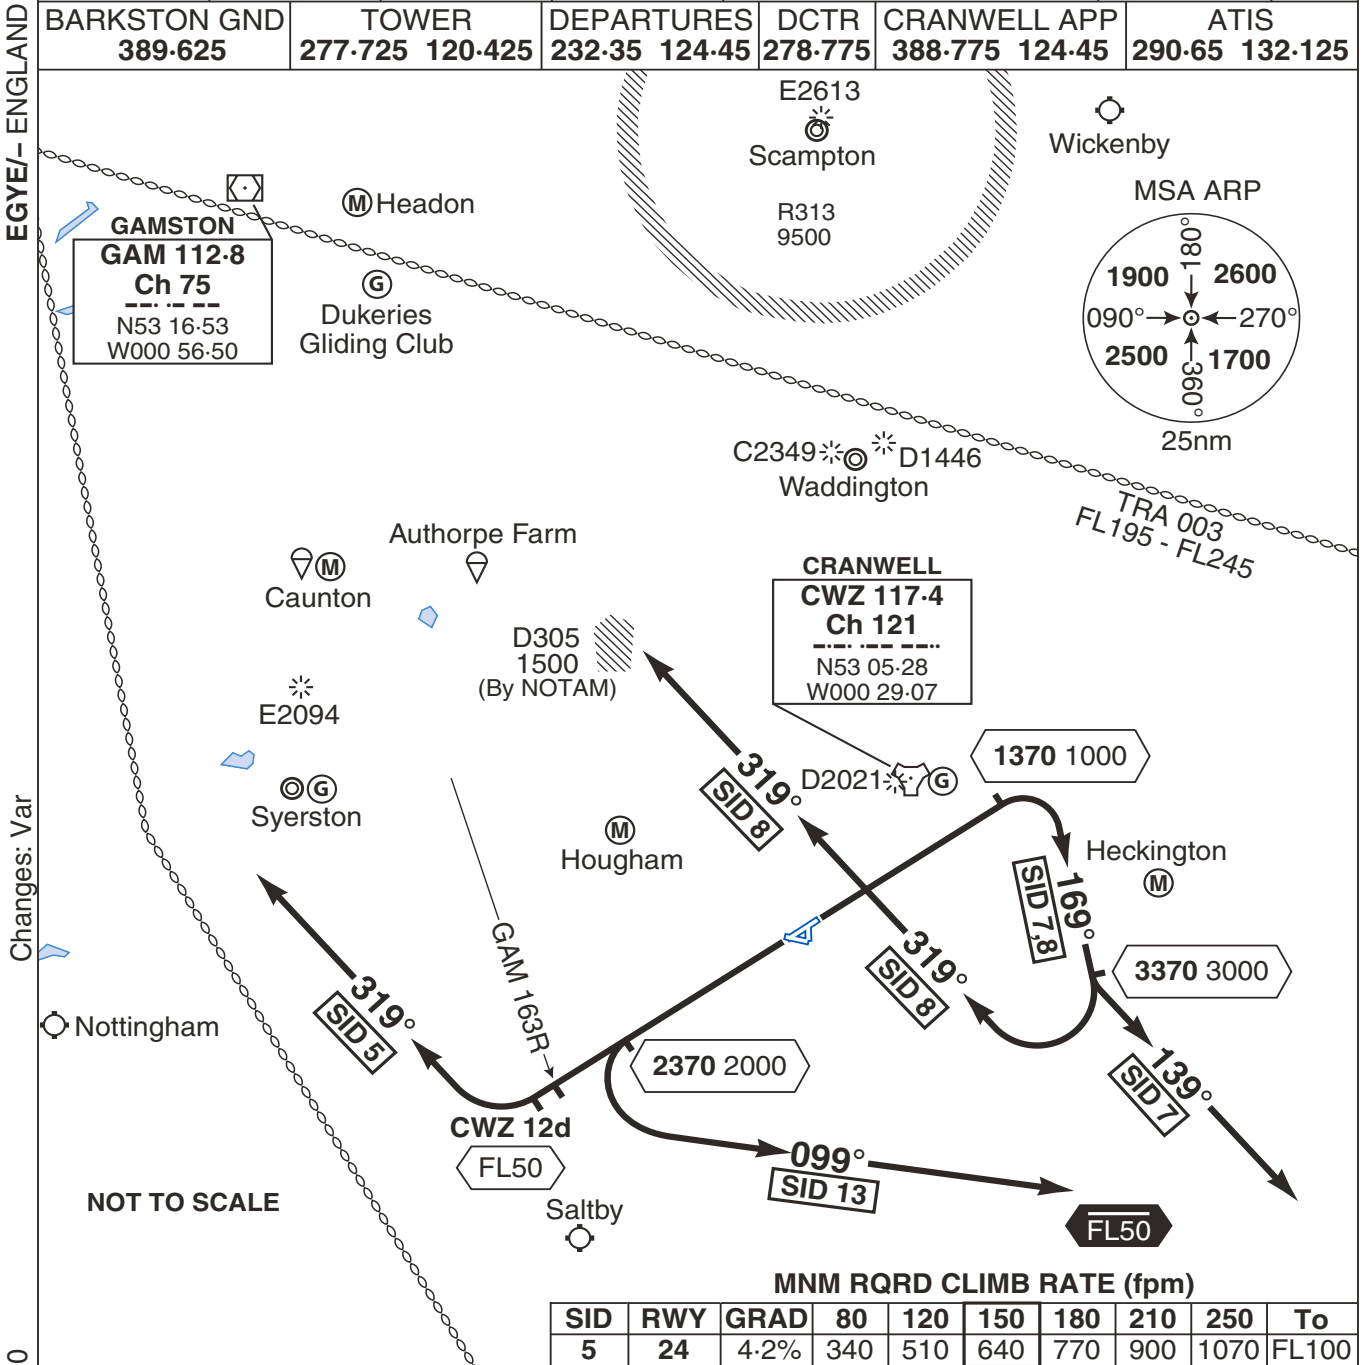 BARKSTON GND
389·625
TOWER
277·725 120·425
DEPARTURES
232·35 124·45
DCTR
278·775
CRANWELL APP
388·775 124·45
ATIS
290·65 132·125
EGYE/– ENGLAND
Changes: Var
0
E2613
Scampton
R313
9500
Wickenby
MSA ARP
180°
1900
2600
090°
270°
2500
1700
360°
25nm
M Headon
GAMSTON
GAM 112·8
Ch 75
N53 16·53
W000 56·50
G
Dukeries
Gliding Club
C2349
D1446
Waddington
TRA 003
FL195 - FL245
Authorpe Farm
M
Caunton
CRANWELL
CWZ 117·4
Ch 121
N53 05·28
W000 29·07
D305
1500
(By NOTAM)
E2094
G
Syerston
319°
SID 8
D2021
G
1370 1000
M
Hougham
Heckington
M
169°
SID 7,8
GAM 163R
319°
SID 8
3370 3000
Nottingham
319°
SID 5
2370 2000
139°
SID 7
CWZ 12d
FL50
099°
SID 13
NOT TO SCALE
Saltby
FL50
MNM RQRD CLIMB RATE (fpm)
SID RWY GRAD 80 120 150 180 210 250 To
5 24 4·2% 340 510 640 770 900 1070 FL100